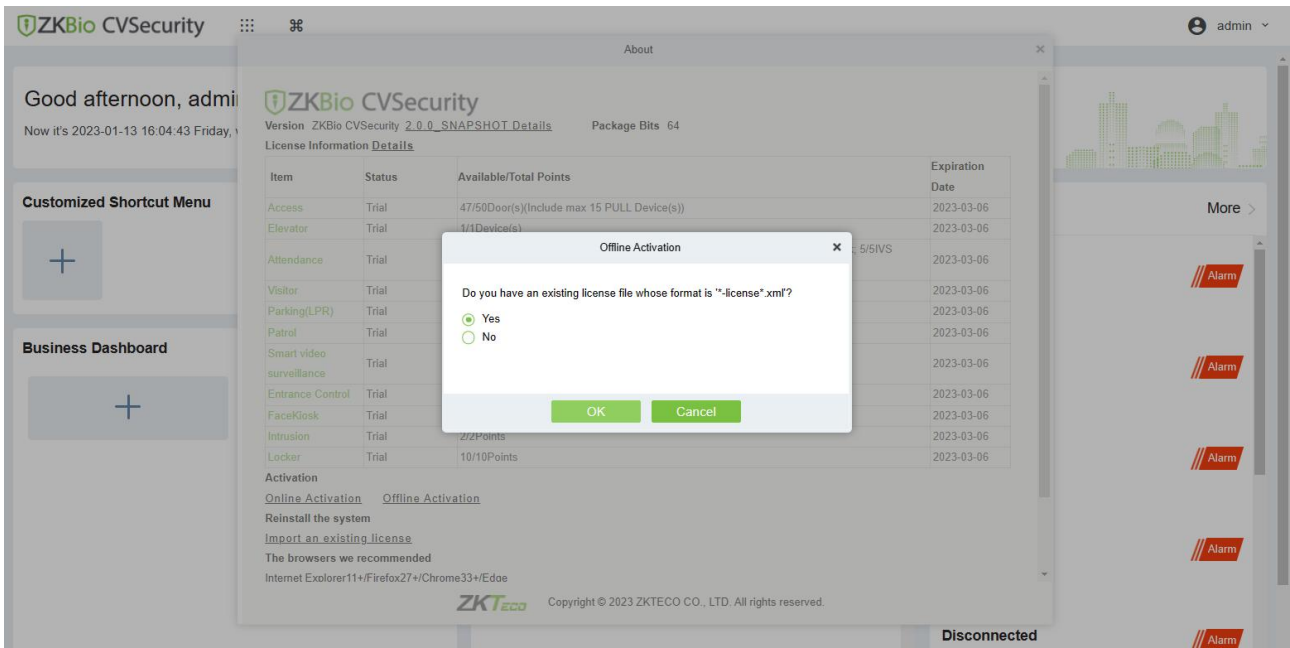 ZKBio CVSecurity
admin
About
Good afternoon, admi
Now it's 2023-01-13 16:04:43 Friday,
Customized Shortcut Menu
Business Dashboard
ZKBio CVSecurity
Version ZKBio CVSecurity 2.0.0_SNAPSHOT Details Package Bits 64
License Information Details
Item Status Available/Total Points Expiration Date
Access Trial 47/50Door(s)(Include max 15 PULL Device(s)) 2023-03-06
Elevator Trial 1/1Device(s) 2023-03-06
Attendance Trial 5/5IVS 2023-03-06
Visitor Trial 2023-03-06
Parking(LPR) Trial 2023-03-06
Patrol Trial 2023-03-06
Smart video surveillance Trial 2023-03-06
Entrance Control Trial 2023-03-06
FaceKiosk Trial 2023-03-06
Intrusion Trial 2/2Points 2023-03-06
Locker Trial 10/10Points 2023-03-06
Activation
Online Activation Offline Activation
Reinstall the system
Import an existing license
The browsers we recommended
Internet Explorer11+/Firefox27+/Chrome33+/Edge
ZKTeco Copyright © 2023 ZKTECO CO., LTD. All rights reserved.
Offline Activation
Do you have an existing license file whose format is '*-license*.xml'?
Yes
No
OK Cancel
More
Alarm
Alarm
Alarm
Alarm
Disconnected
Alarm